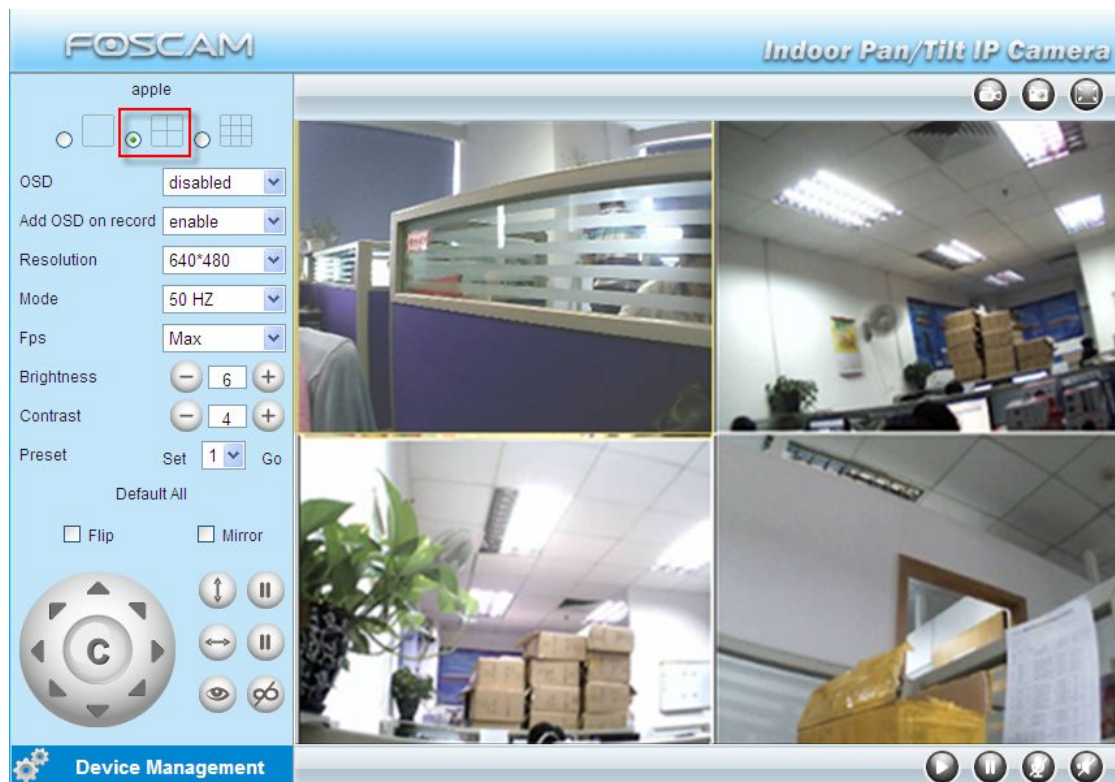 FOSCAM
Indoor Pan/Tilt IP Camera
apple
OSD disabled
Add OSD on record enable
Resolution 640*480
Mode 50 HZ
Fps Max
Brightness 6
Contrast 4
Preset Set 1 Go
Default All
Flip Mirror
C
Device Management